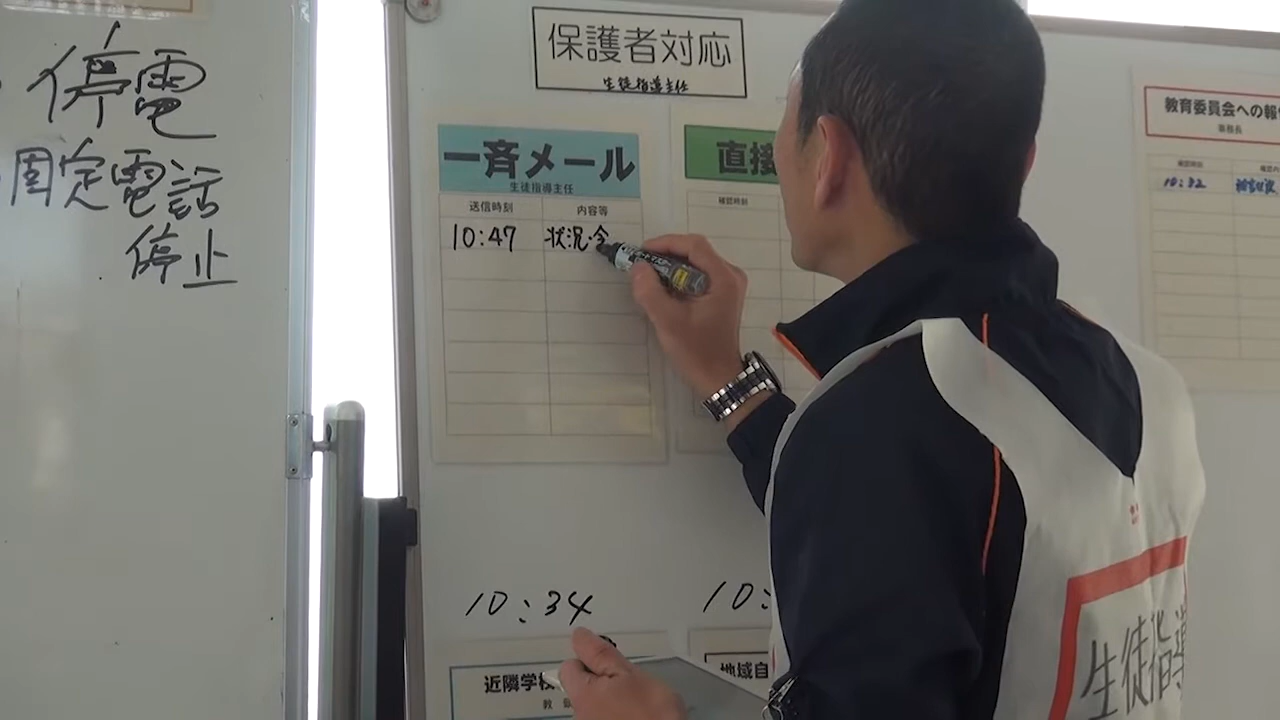 停電
固定電話
停止
保護者対応
生徒指導主任
一斉メール
生徒指導主任
送信時刻 内容等
10:47 状況
10:34
近隣学校
直接
確認時刻
10:
地域自
教育委員会への報
事務長
確認時刻
10:32
生徒指導